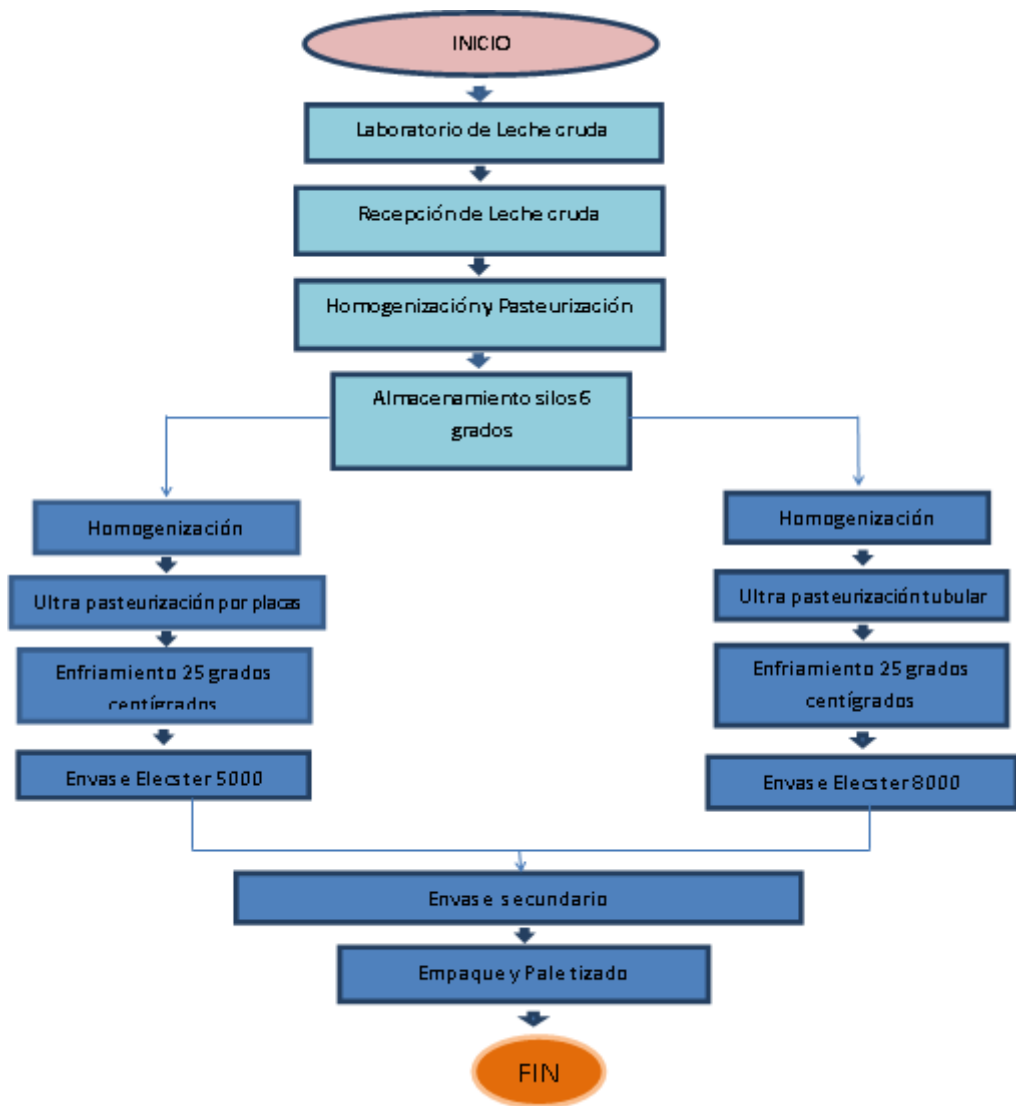 INICIO
Laboratorio de Leche cruda
Recepción de Leche cruda
Homogenización y Pasteurización
Almacenamiento silos 6
grados
Homogenización
Ultra pasteurización por placas
Enfriamiento 25 grados
centígrados
Envase Elecster 5000
Homogenización
Ultra pasteurización tubular
Enfriamiento 25 grados
centígrados
Envase Elecster 8000
Envase secundario
Empaque y Paletizado
FIN